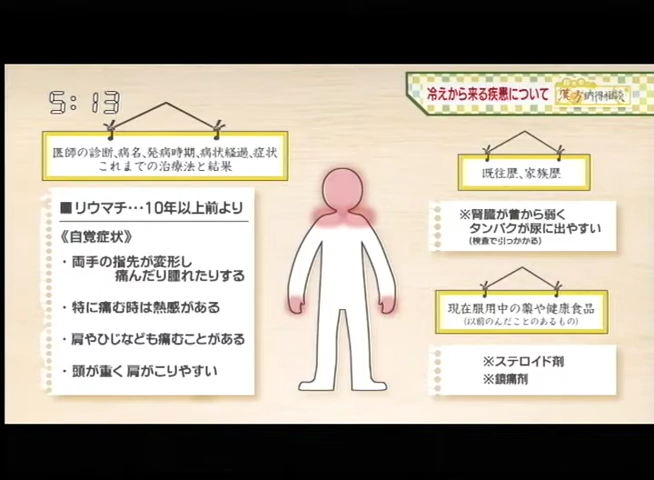 5:13
冷えから来る疾患について
漢方納得相談
医師の診断、病名、発病時期、病状経過、症状
これまでの治療法と結果
■リウマチ…10年以上前より
《自覚症状》
・両手の指先が変形し
痛んだり腫れたりする
・特に痛む時は熱感がある
・肩やひじなども痛むことがある
・頭が重く肩がこりやすい
既往歴、家族歴
※腎臓が昔から弱く
タンパクが尿に出やすい
(検査で引っかかる)
現在服用中の薬や健康食品
(以前のんだことのあるもの)
※ステロイド剤
※鎮痛剤